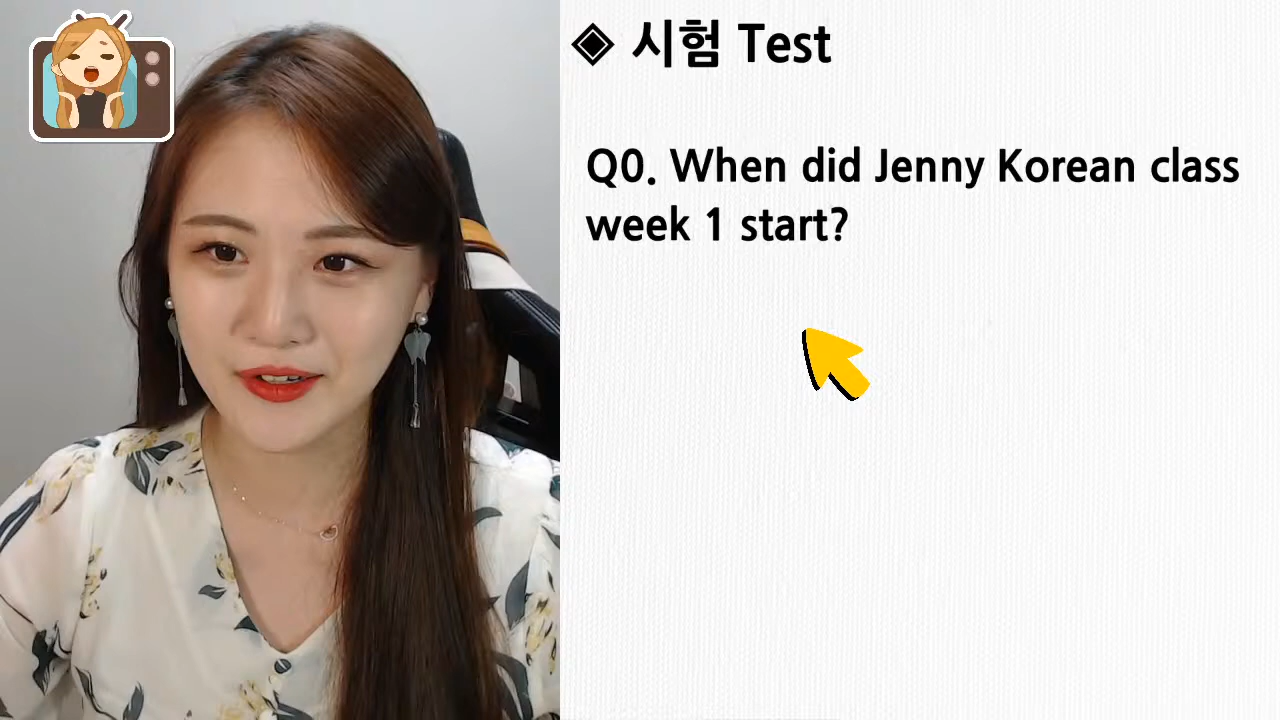 ◈ 시험 Test
Q0. When did Jenny Korean class
week 1 start?